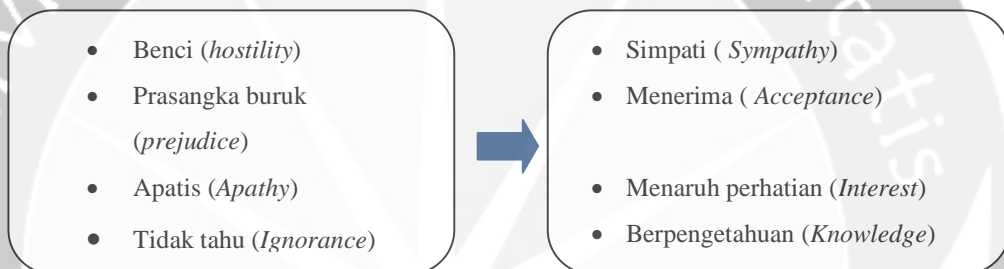 • Benci (hostility)
• Prasangka buruk
(prejudice)
• Apatis (Apathy)
• Tidak tahu (Ignorance)
• Simpati ( Sympathy)
• Menerima ( Acceptance)
• Menaruh perhatian (Interest)
• Berpengetahuan (Knowledge)